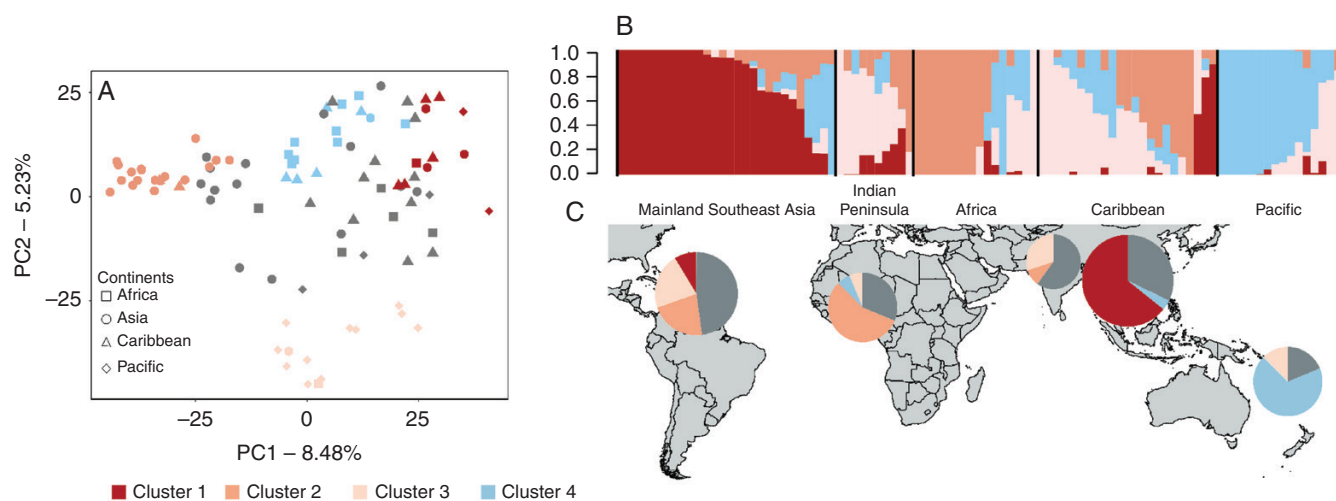 A
25
0
−25
PC2 – 5.23%
Continents
Africa
Asia
Caribbean
Pacific
−25
0
25
PC1 – 8.48%
B
1.0
0.8
0.6
0.4
0.2
0.0
Mainland Southeast Asia
Indian
Peninsula
Africa
Caribbean
Pacific
C
Cluster 1
Cluster 2
Cluster 3
Cluster 4